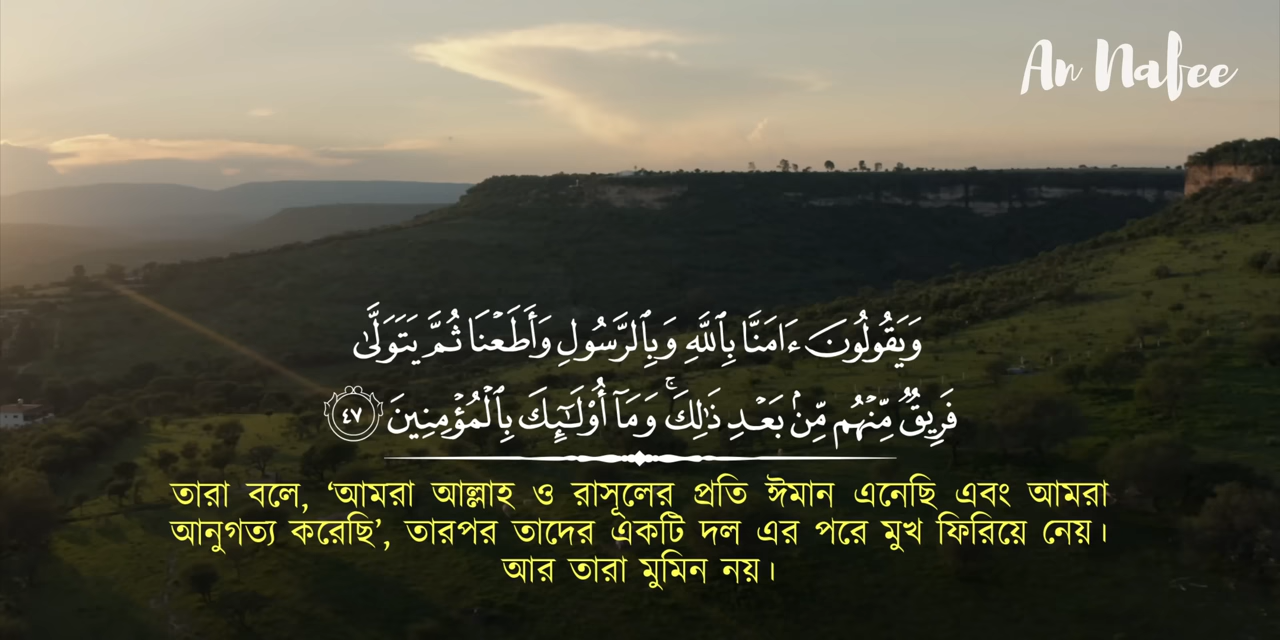 An Nafee
وَيَقُولُونَ ءَامَنَّا بِٱللَّهِ وَبِٱلرَّسُولِ وَأَطَعْنَا ثُمَّ يَتَوَلَّىٰ
فَرِيقٌ مِّنْهُم مِّنۢ بَعْدِ ذَٰلِكَ ۚ وَمَآ أُو۟لَـٰٓئِكَ بِٱلْمُؤْمِنِينَ ٤٧
তারা বলে, ‘আমরা আল্লাহ ও রাসূলের প্রতি ঈমান এনেছি এবং আমরা
আনুগত্য করেছি’, তারপর তাদের একটি দল এর পরে মুখ ফিরিয়ে নেয়।
আর তারা মুমিন নয়।